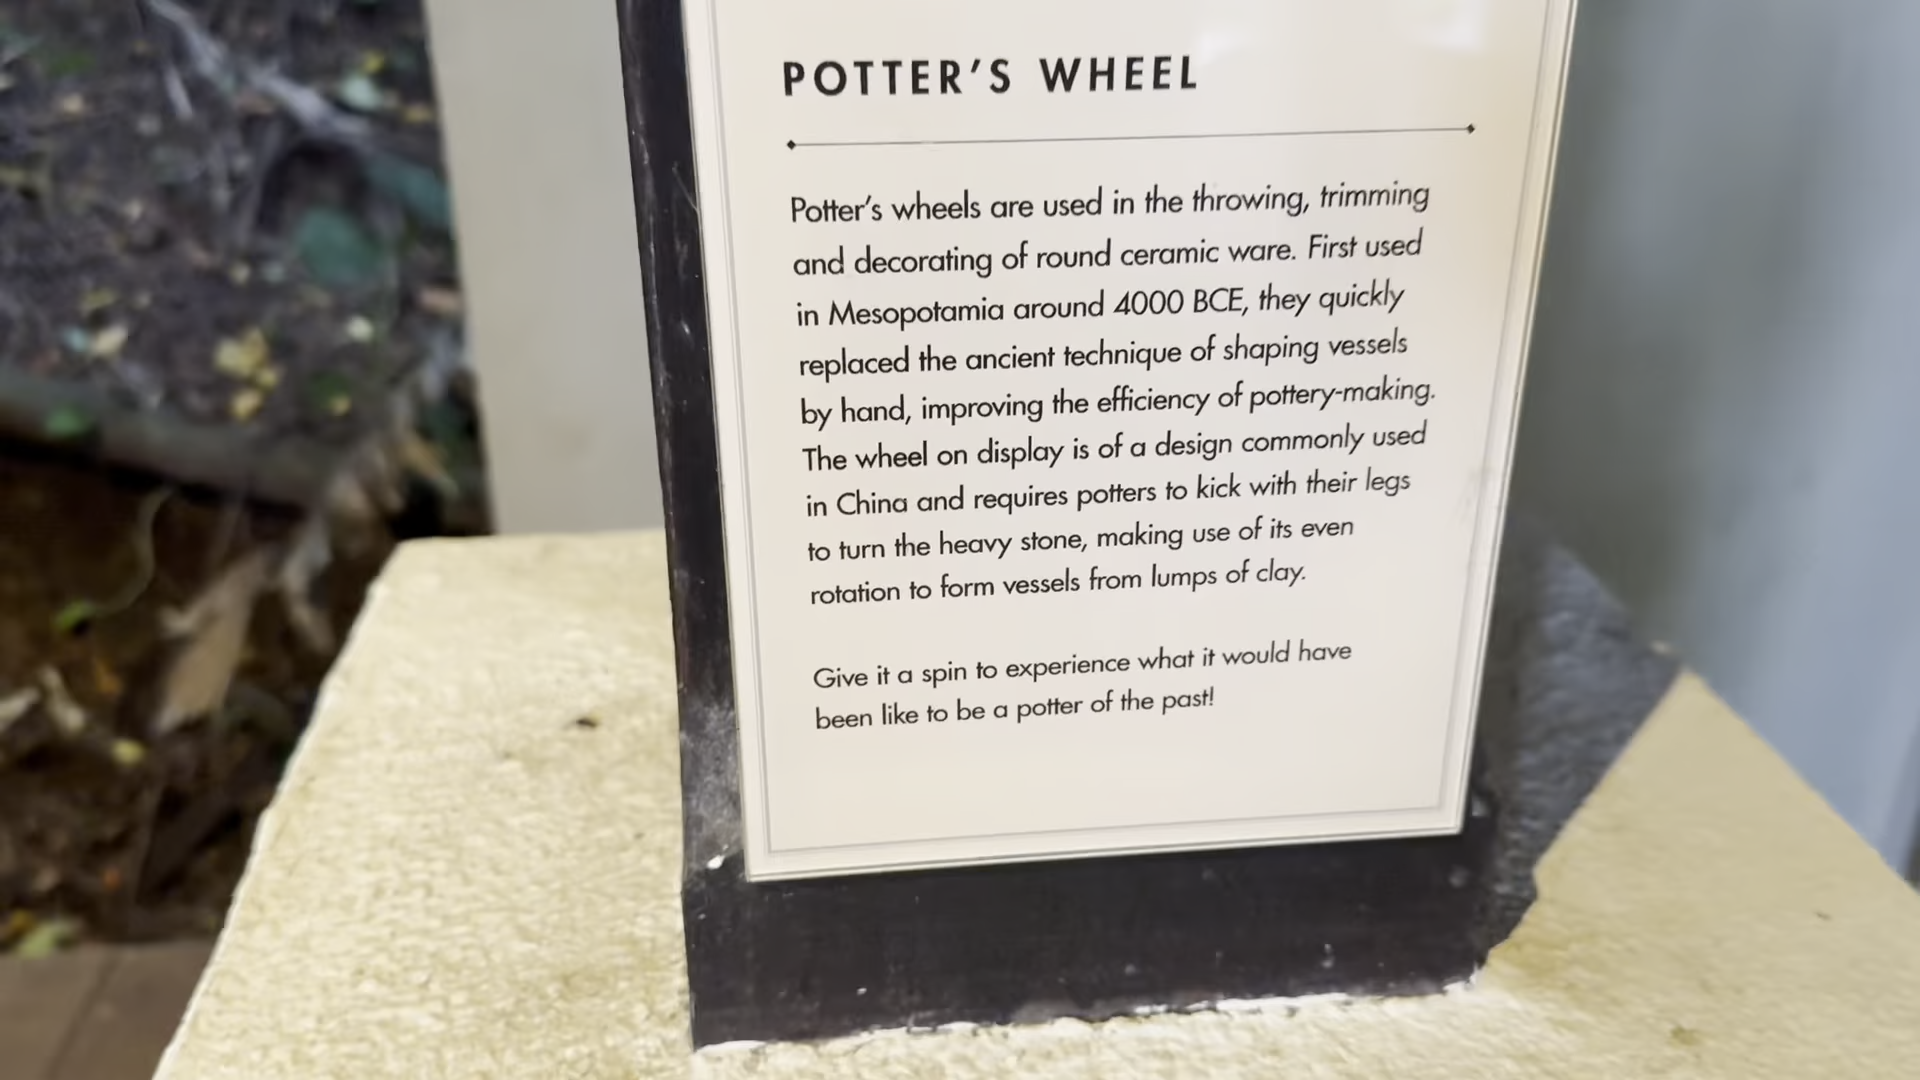 POTTER'S WHEEL
Potter's wheels are used in the throwing, trimming
and decorating of round ceramic ware. First used
in Mesopotamia around 4000 BCE, they quickly
replaced the ancient technique of shaping vessels
by hand, improving the efficiency of pottery-making.
The wheel on display is of a design commonly used
in China and requires potters to kick with their legs
to turn the heavy stone, making use of its even
rotation to form vessels from lumps of clay.
Give it a spin to experience what it would have
been like to be a potter of the past!